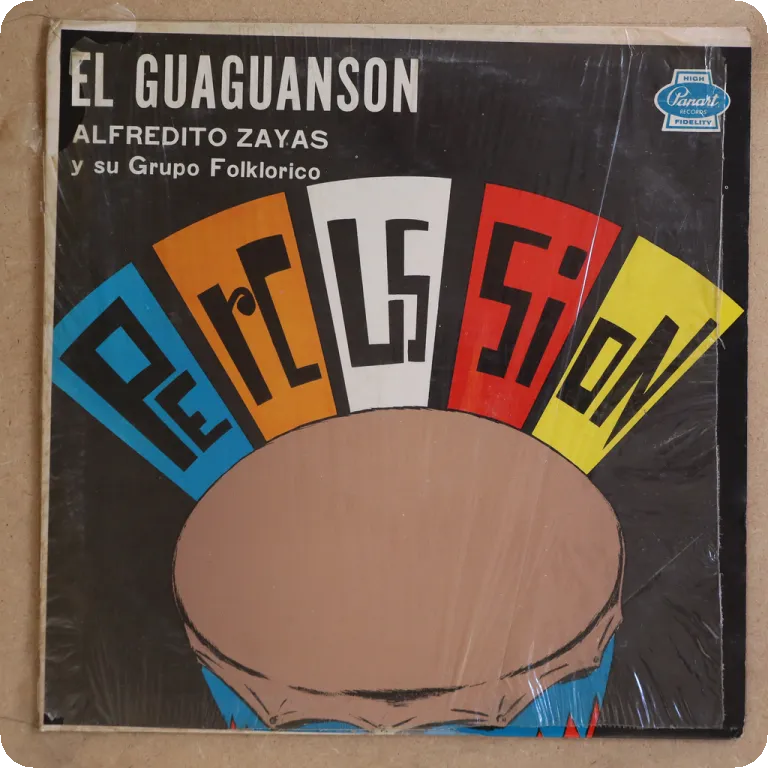 EL GUAGUANSON
ALFREDITO ZAYAS
y su Grupo Folklorico
HIGH
Panart
RECORDS
FIDELITY
PERCUSSION